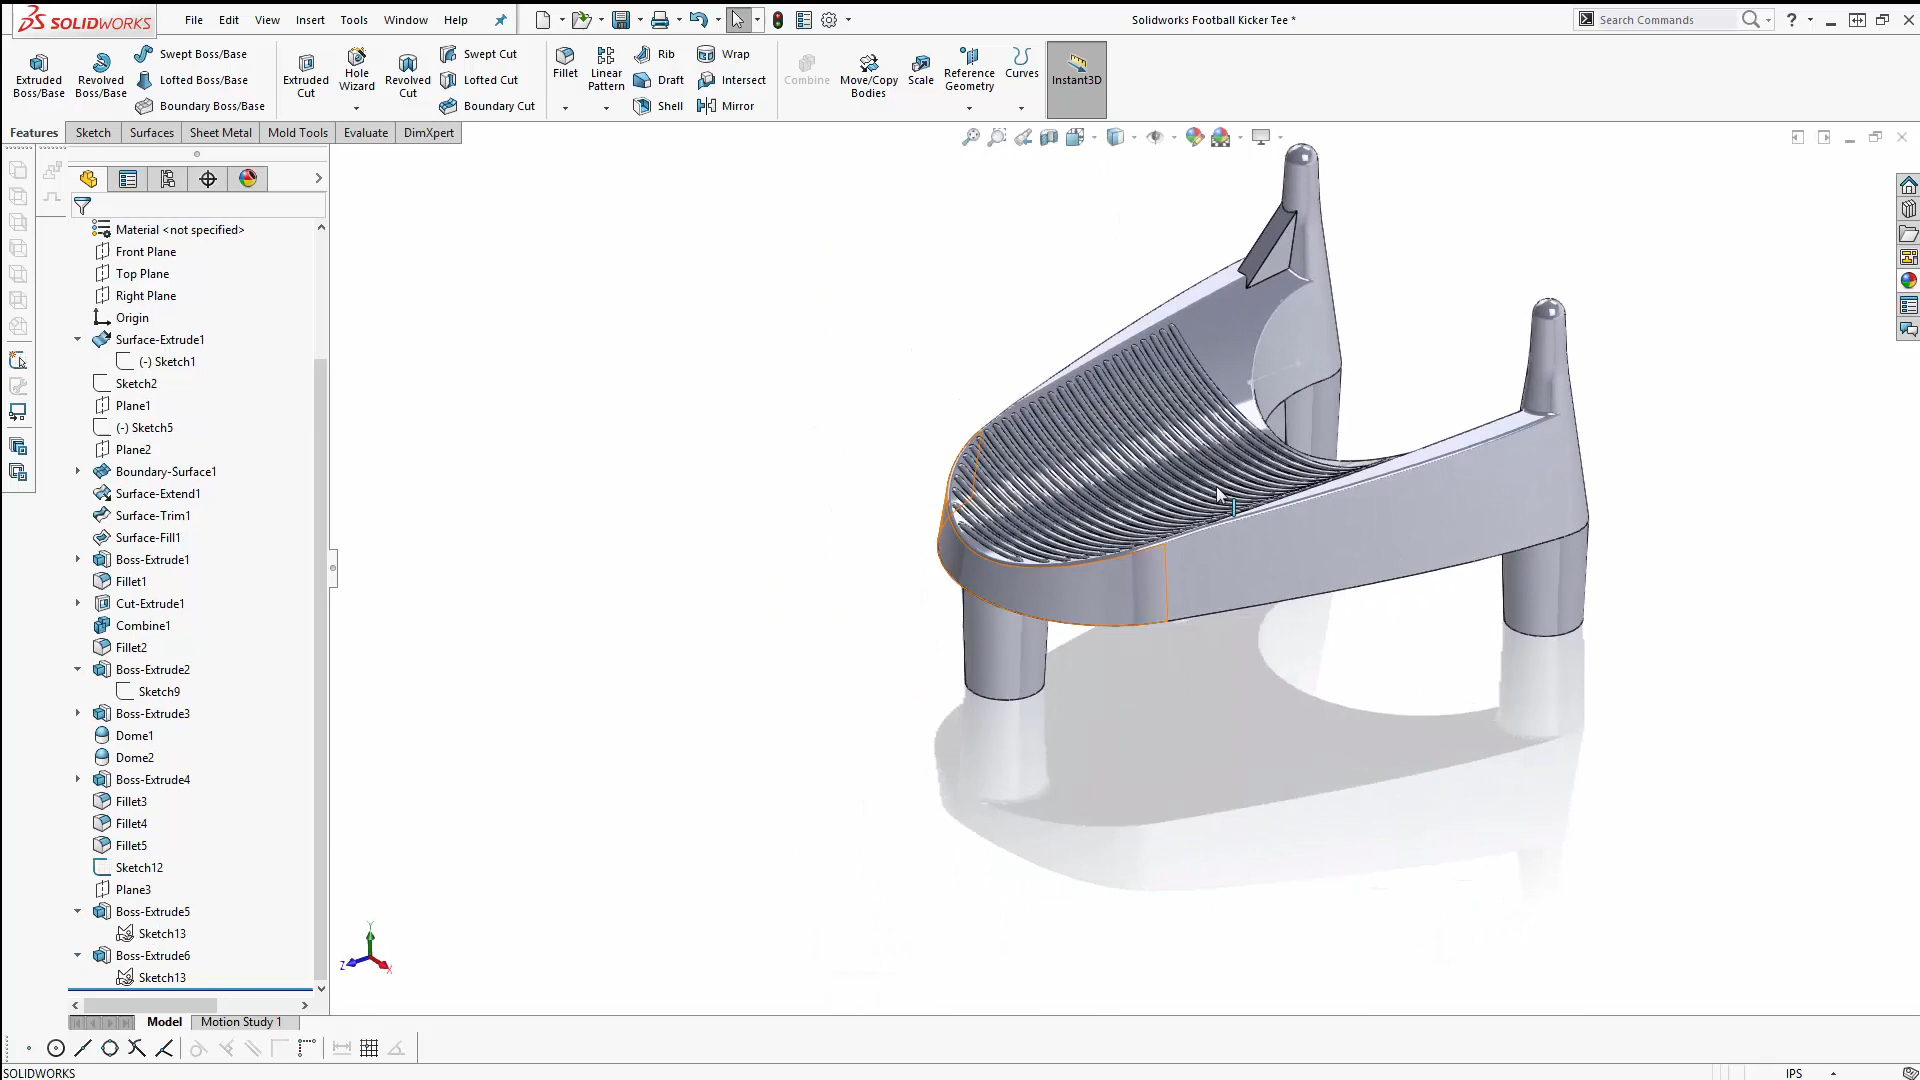 SOLIDWORKS
File Edit View Insert Tools Window Help
Solidworks Football Kicker Tee *
Search Commands
?
Extruded Boss/Base
Revolved Boss/Base
Swept Boss/Base
Lofted Boss/Base
Boundary Boss/Base
Extruded Cut
Hole Wizard
Revolved Cut
Swept Cut
Lofted Cut
Boundary Cut
Fillet
Linear Pattern
Rib
Draft
Shell
Wrap
Intersect
Mirror
Combine
Move/Copy Bodies
Scale
Reference Geometry
Curves
Instant3D
Features Sketch Surfaces Sheet Metal Mold Tools Evaluate DimXpert
Material <not specified>
Front Plane
Top Plane
Right Plane
Origin
Surface-Extrude1
(-) Sketch1
Sketch2
Plane1
(-) Sketch5
Plane2
Boundary-Surface1
Surface-Extend1
Surface-Trim1
Surface-Fill1
Boss-Extrude1
Fillet1
Cut-Extrude1
Combine1
Fillet2
Boss-Extrude2
Sketch9
Boss-Extrude3
Dome1
Dome2
Boss-Extrude4
Fillet3
Fillet4
Fillet5
Sketch12
Plane3
Boss-Extrude5
Sketch13
Boss-Extrude6
Sketch13
Y
Z
X
Model Motion Study 1
SOLIDWORKS
IPS